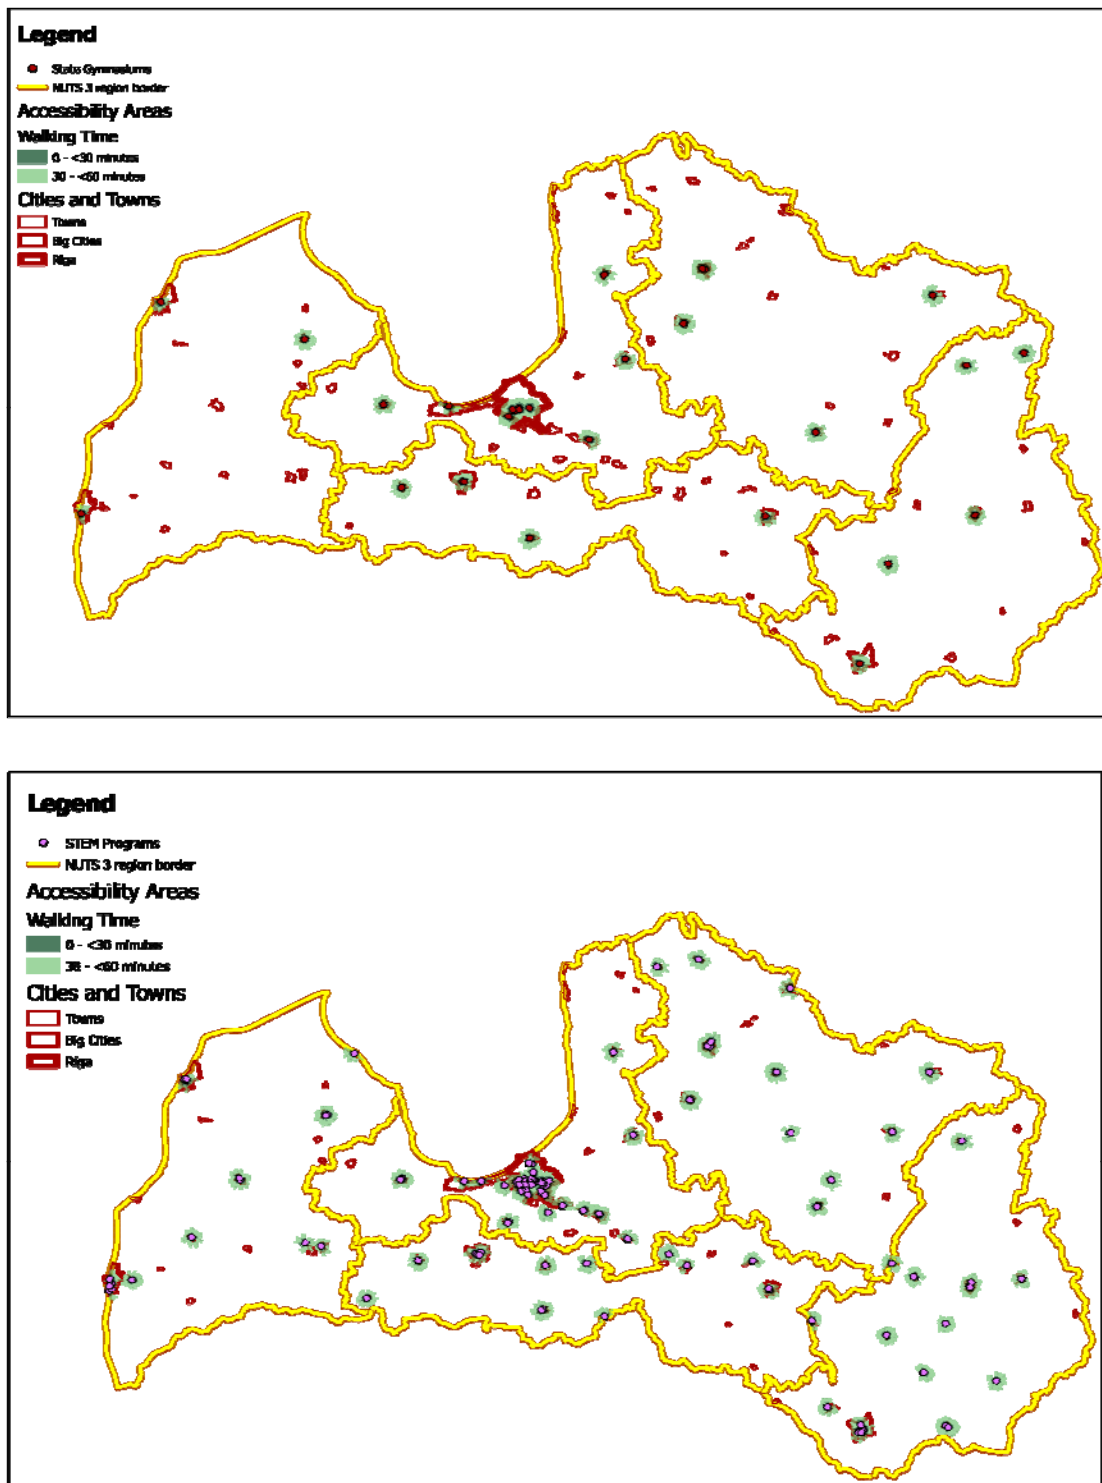 Legend
State Gymnasiums
NUTS 3 region border
Accessibility Areas
Walking Time
0 - <30 minutes
30 - <60 minutes
Cities and Towns
Towns
Big Cities
Riga
Legend
STEM Programs
NUTS 3 region border
Accessibility Areas
Walking Time
0 - <30 minutes
30 - <60 minutes
Cities and Towns
Towns
Big Cities
Riga